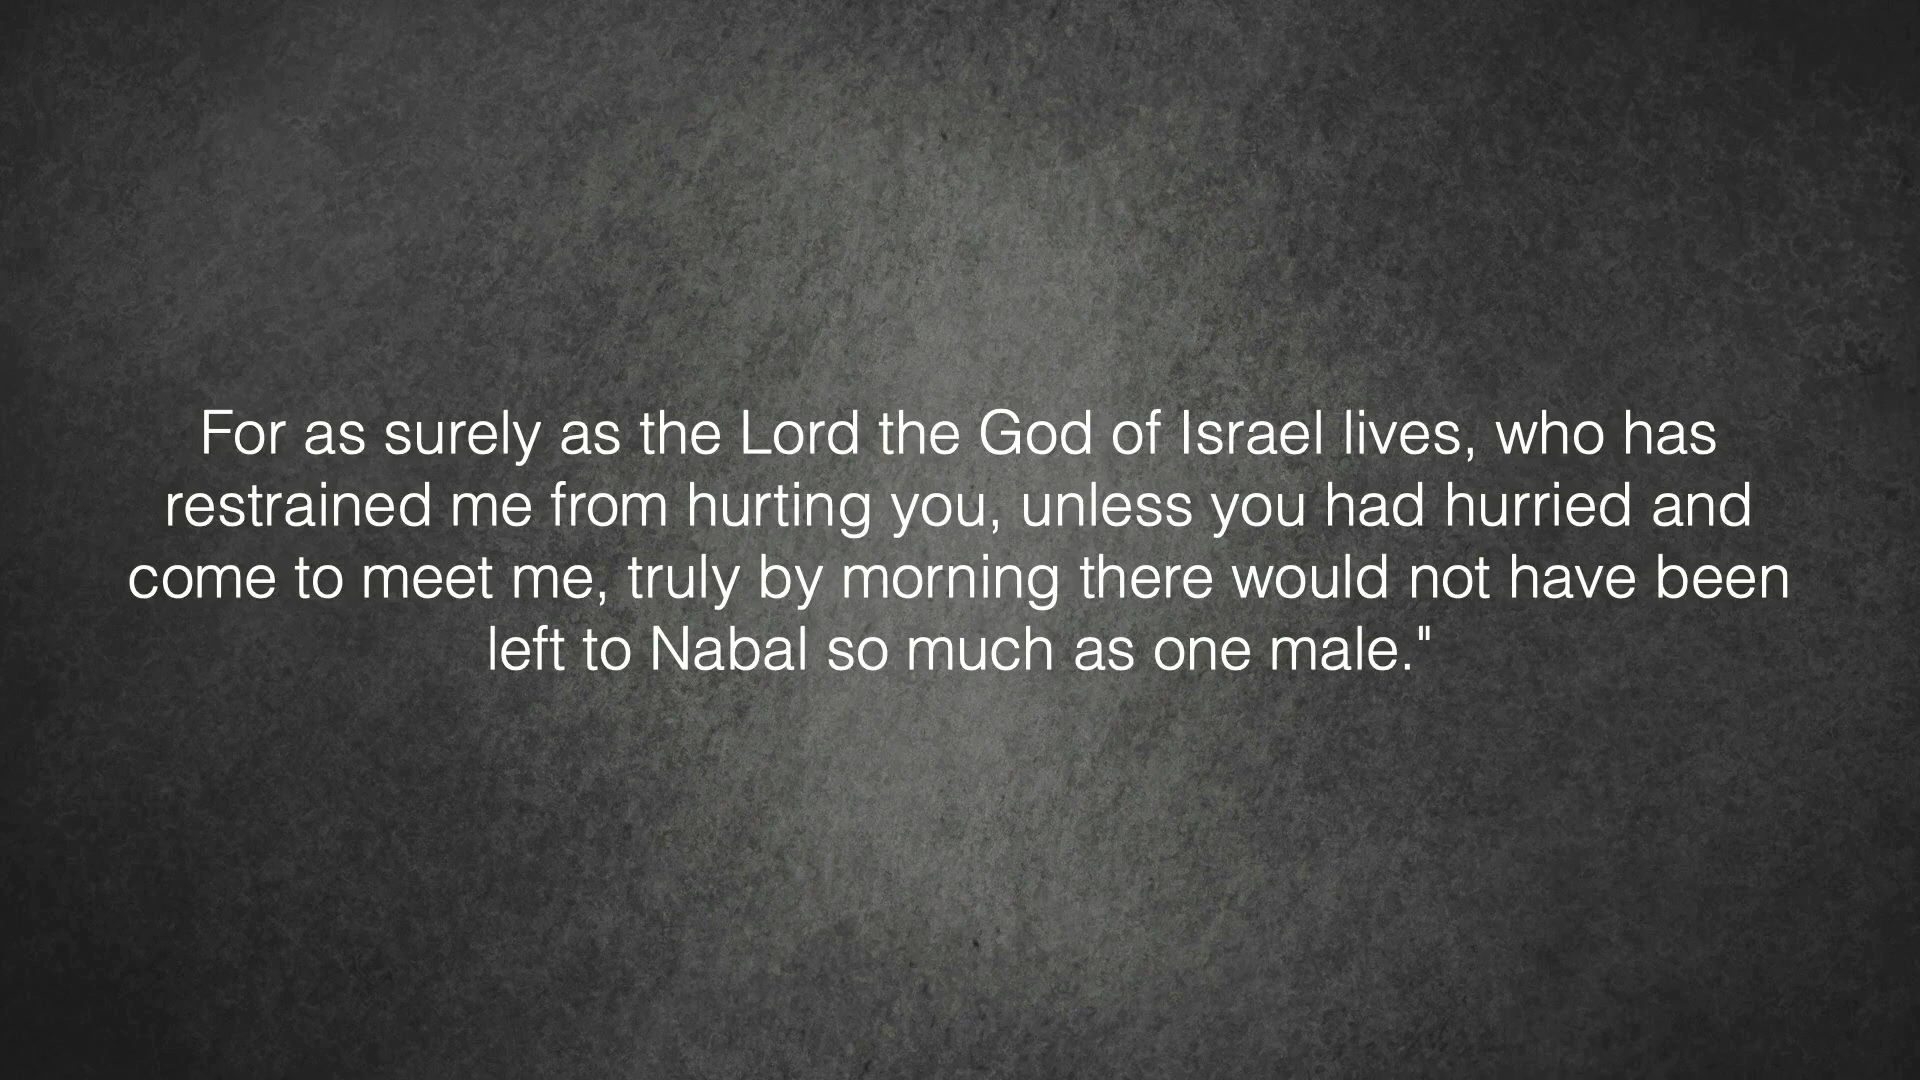 For as surely as the Lord the God of Israel lives, who has
restrained me from hurting you, unless you had hurried and
come to meet me, truly by morning there would not have been
left to Nabal so much as one male."